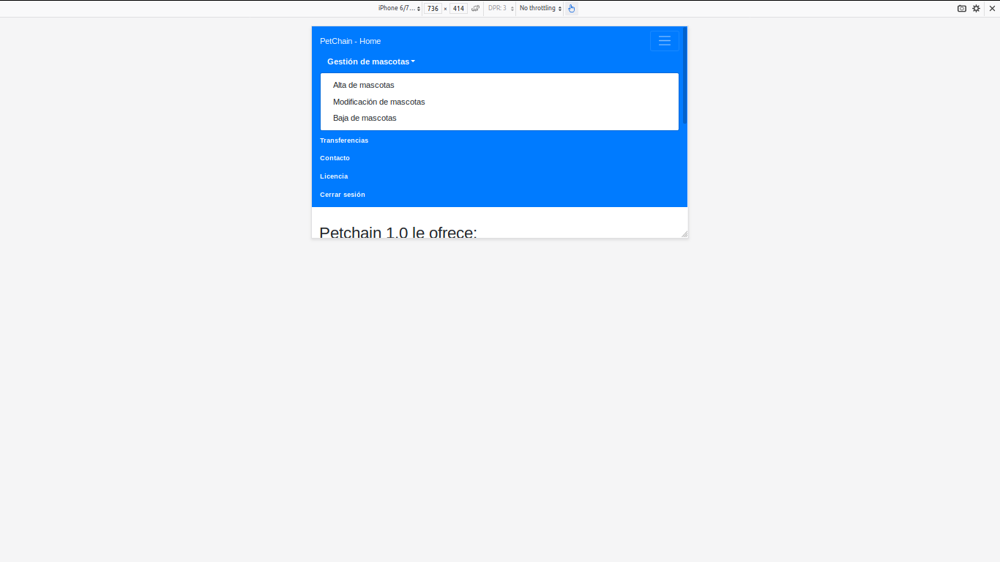 iPhone 6/7... 736 × 414 DPR: 3 No throttling
PetChain - Home
Gestión de mascotas
Alta de mascotas
Modificación de mascotas
Baja de mascotas
Transferencias
Contacto
Licencia
Cerrar sesión
Petchain 1.0 le ofrece: